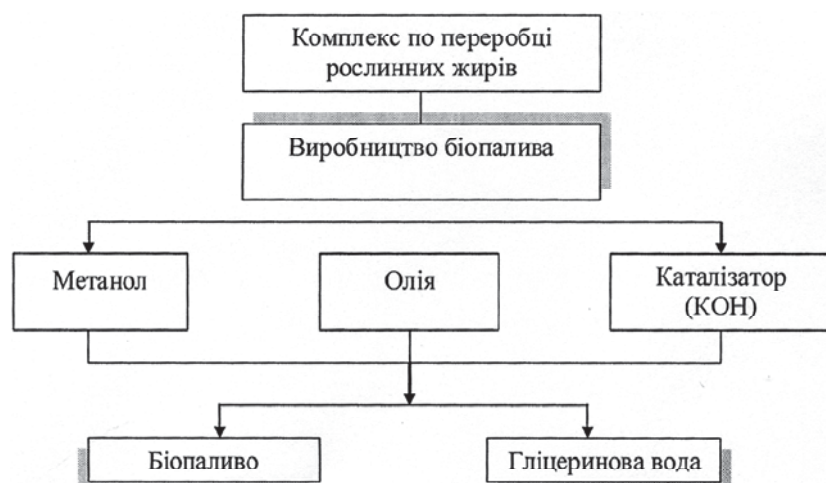 Комплекс по переробці
рослинних жирів
Виробництво біопалива
Метанол
Олія
Каталізатор
(КОН)
Біопаливо
Гліцеринова вода